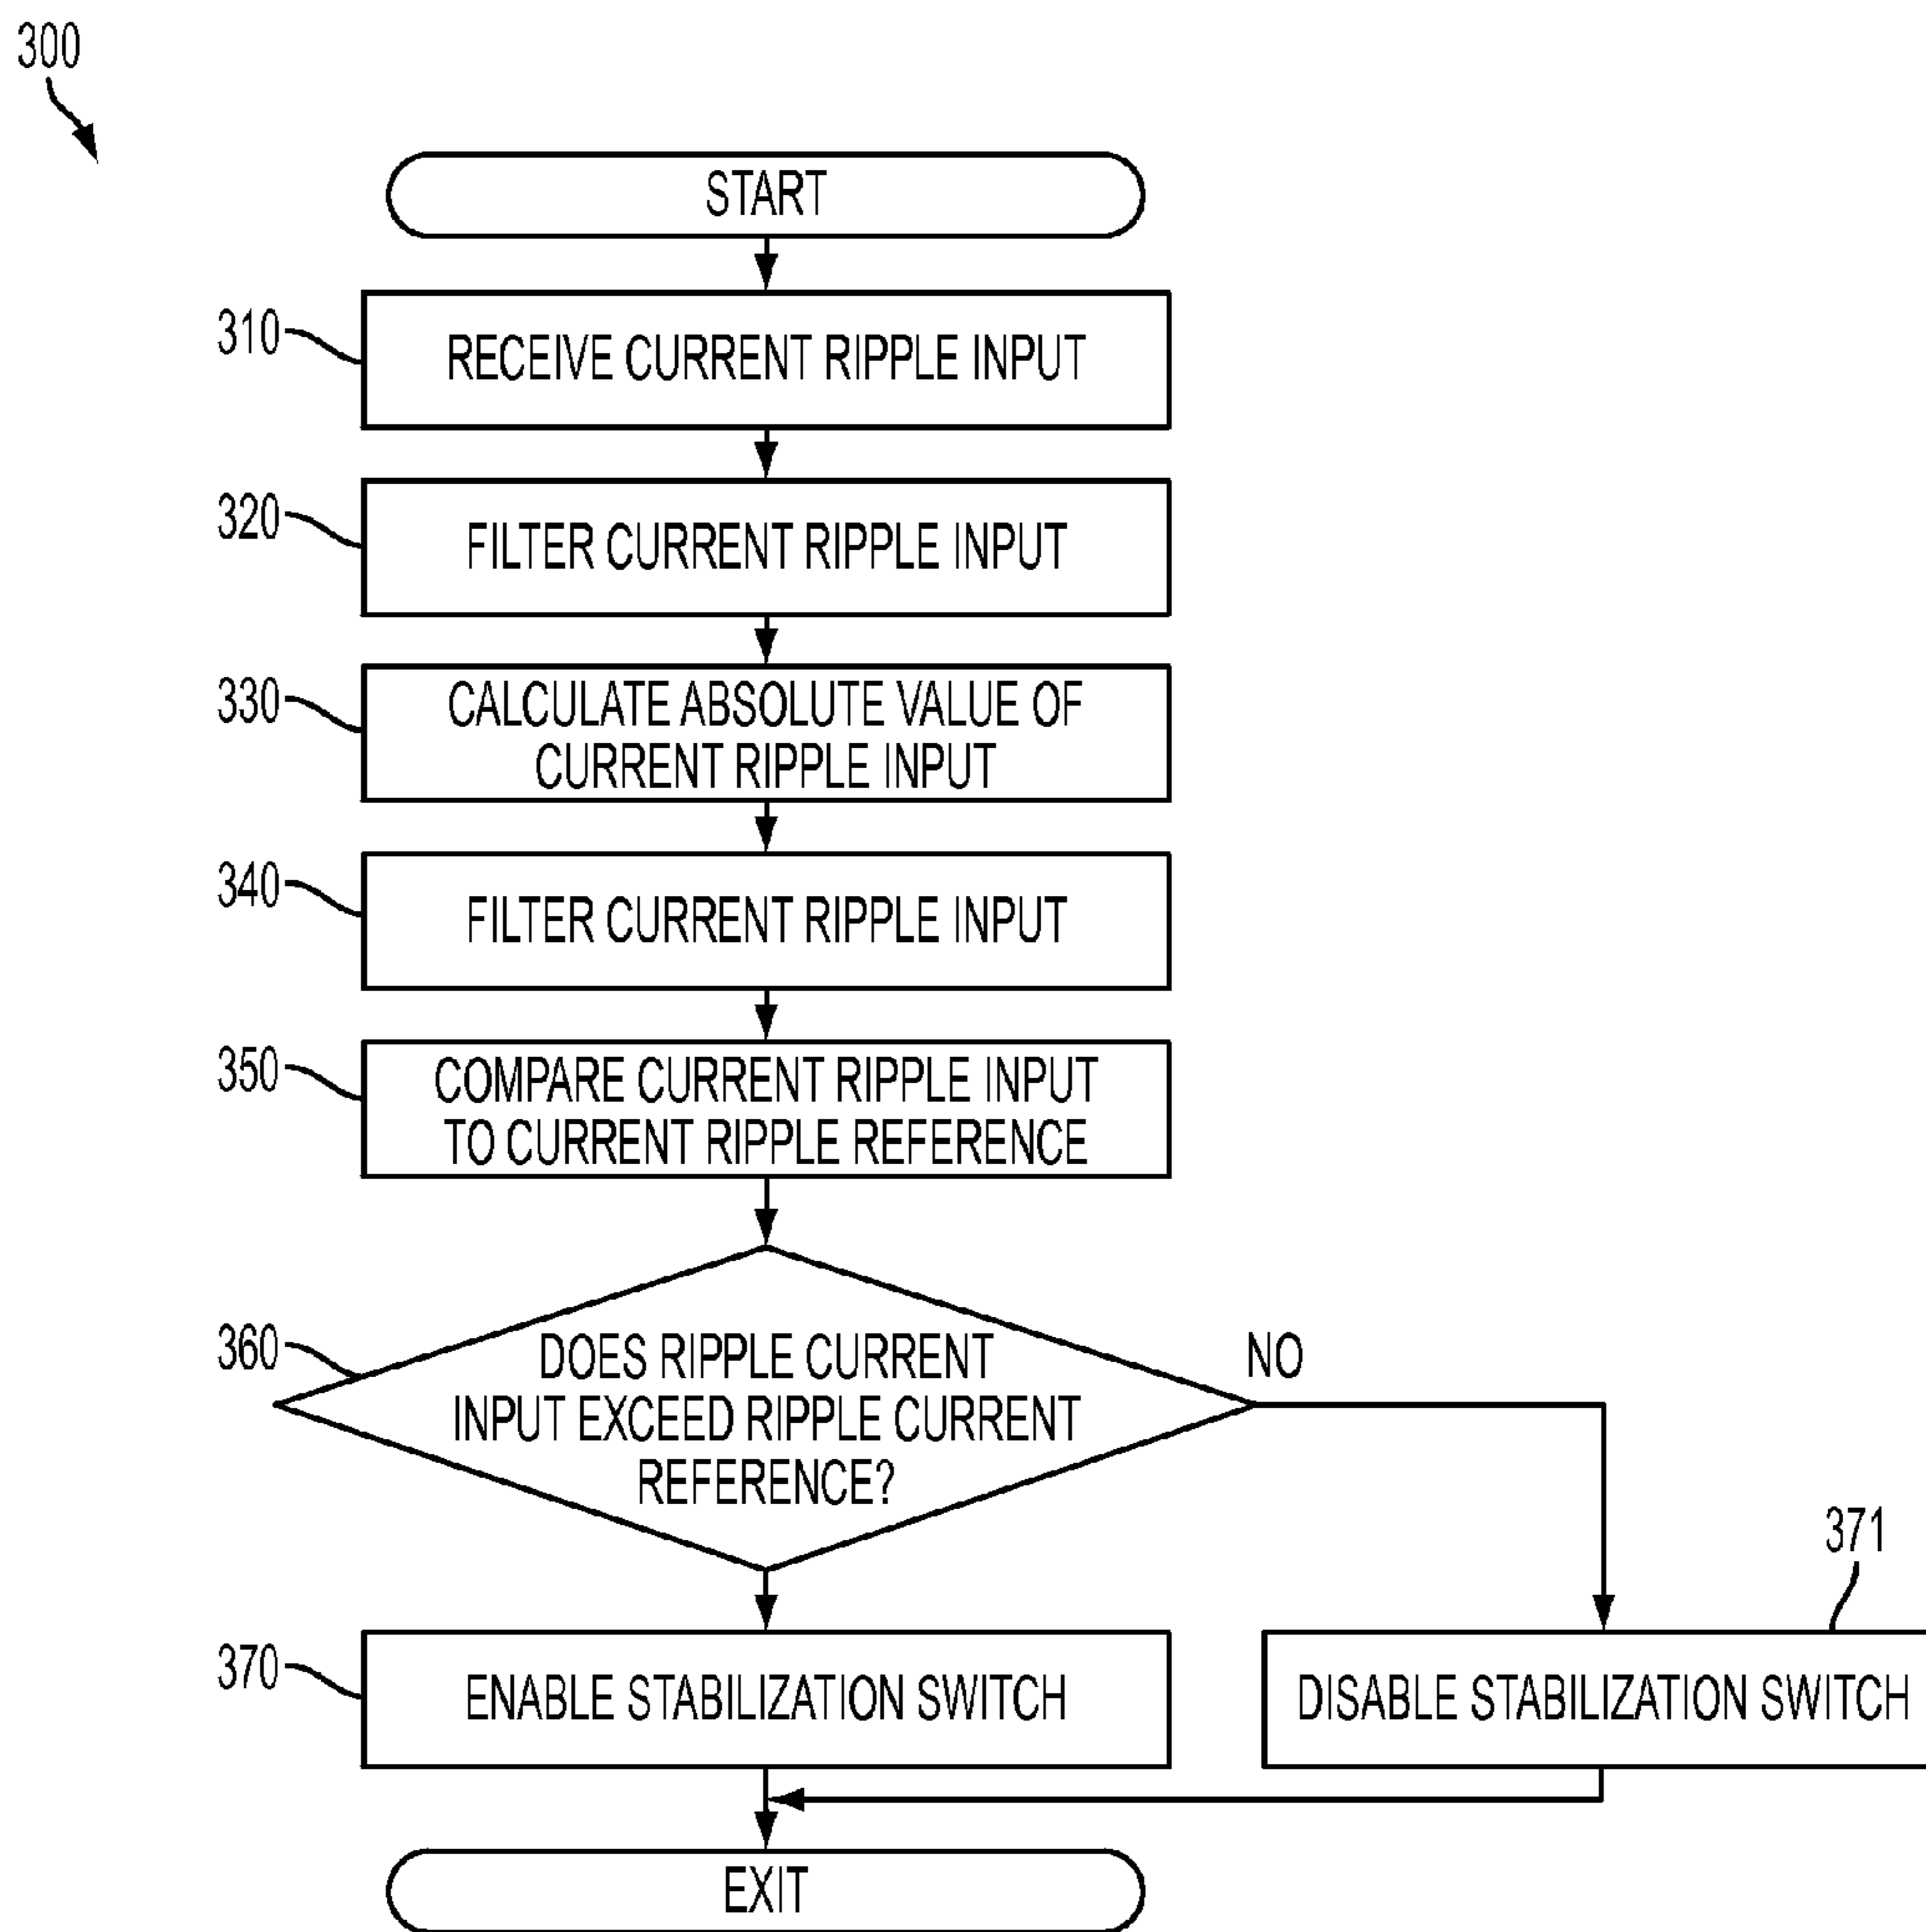 300
START
310
RECEIVE CURRENT RIPPLE INPUT
320
FILTER CURRENT RIPPLE INPUT
330
CALCULATE ABSOLUTE VALUE OF
CURRENT RIPPLE INPUT
340
FILTER CURRENT RIPPLE INPUT
350
COMPARE CURRENT RIPPLE INPUT
TO CURRENT RIPPLE REFERENCE
360
DOES RIPPLE CURRENT
INPUT EXCEED RIPPLE CURRENT
REFERENCE?
NO
370
ENABLE STABILIZATION SWITCH
371
DISABLE STABILIZATION SWITCH
EXIT